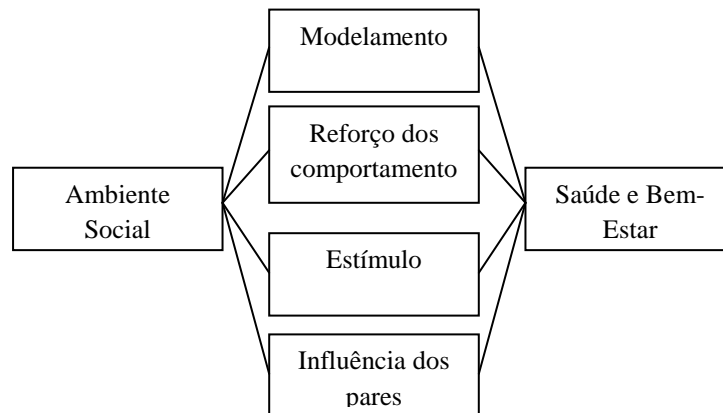 Modelamento
Reforço dos
comportamento
Ambiente
Social
Saúde e Bem-
Estar
Estímulo
Influência dos
pares